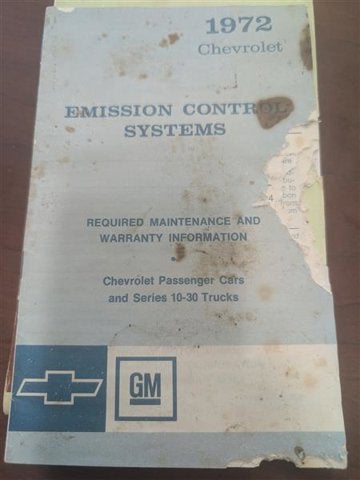 1972
Chevrolet
EMISSION CONTROL
SYSTEMS
REQUIRED MAINTENANCE AND
WARRANTY INFORMATION
Chevrolet Passenger Cars
and Series 10-30 Trucks
GM